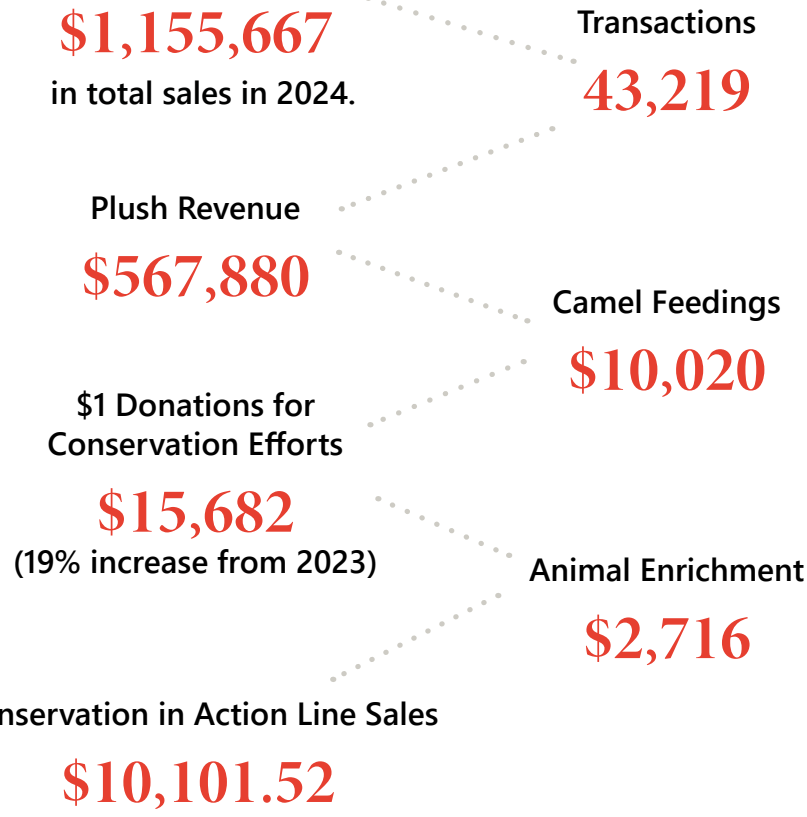 $1,155,667
in total sales in 2024.
Transactions
43,219
Plush Revenue
$567,880
Camel Feedings
$10,020
$1 Donations for
Conservation Efforts
$15,682
(19% increase from 2023)
Animal Enrichment
$2,716
in Action Line Sales
$10,101.52